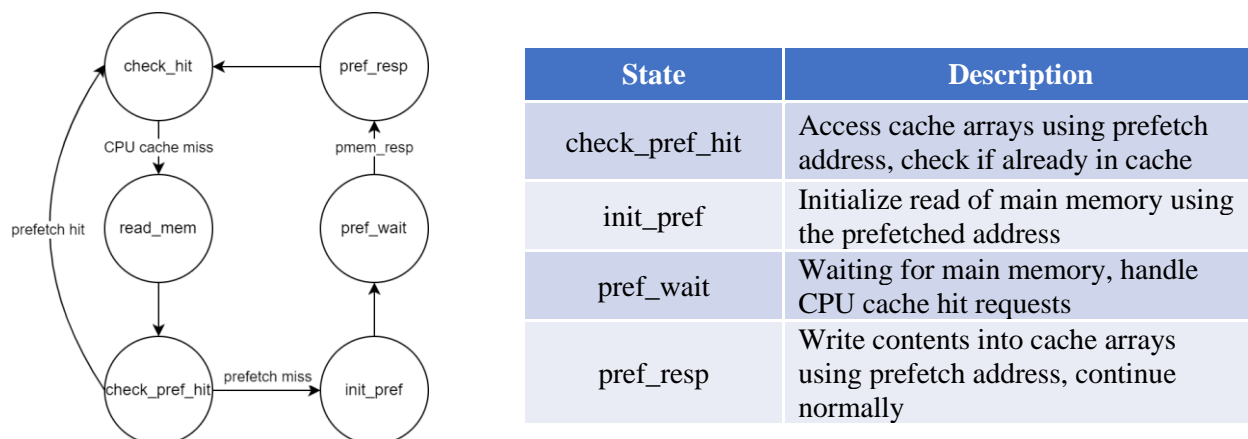 check_hit
pref_resp
CPU cache miss
pmem_resp
prefetch hit
read_mem
pref_wait
check_pref_hit
prefetch miss
init_pref
State
Description
check_pref_hit
Access cache arrays using prefetch
address, check if already in cache
init_pref
Initialize read of main memory using
the prefetched address
pref_wait
Waiting for main memory, handle
CPU cache hit requests
pref_resp
Write contents into cache arrays
using prefetch address, continue
normally